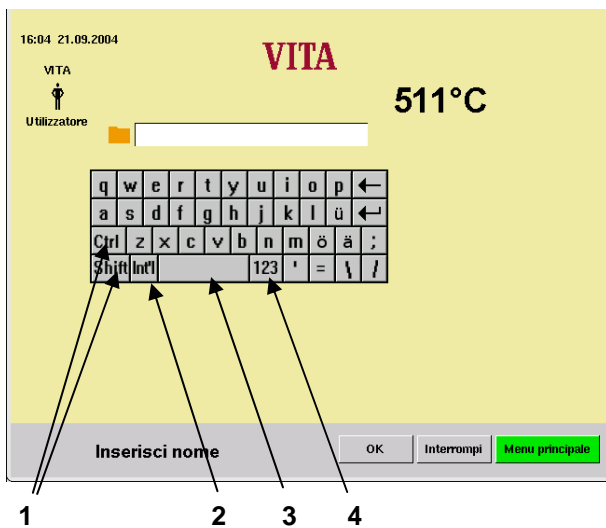 16:04 21.09.2004
VITA
VITA
511°C
Utilizzatore
q w e r t y u i o p ←
a s d f g h j k l ü ↵
Ctrl z x c v b n m ö ä ;
Shift Int'l 123 ' = \ /
Inserisci nome
OK Interrompi Menu principale
1 2 3 4